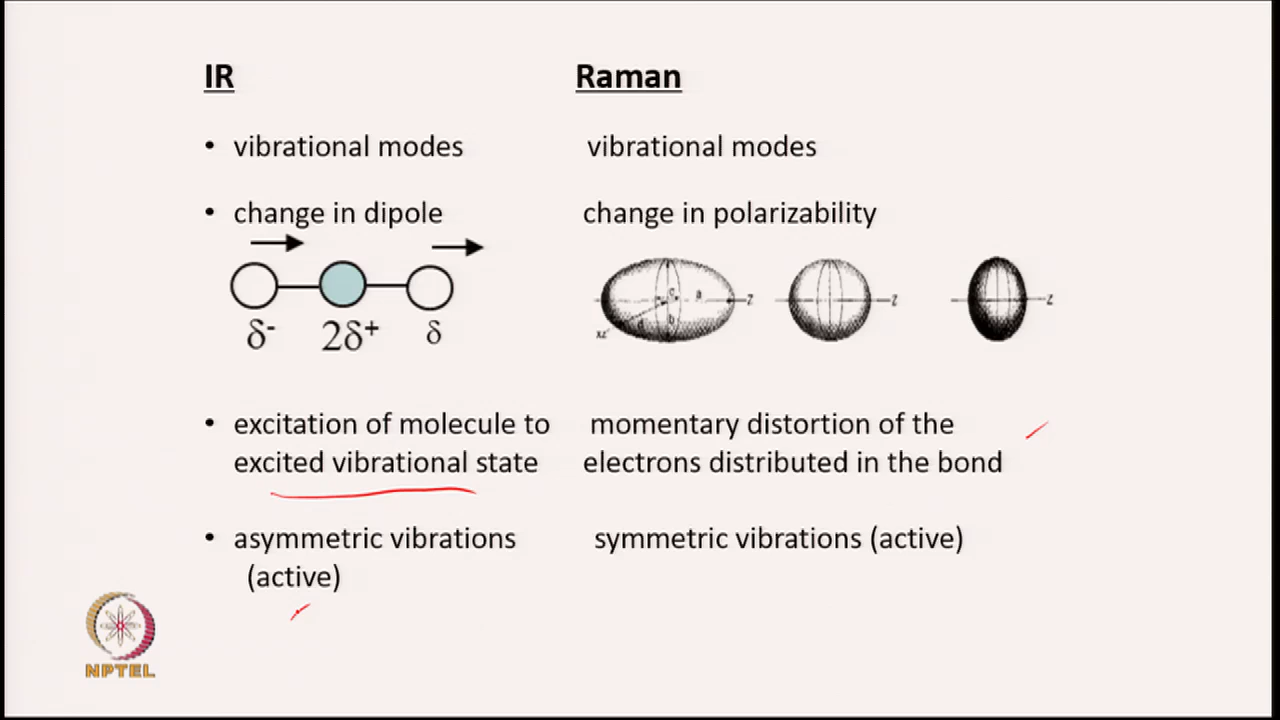 IR Raman
• vibrational modes vibrational modes
• change in dipole change in polarizability
δ- 2δ+ δ
z z z
• excitation of molecule to momentary distortion of the
excited vibrational state electrons distributed in the bond
• asymmetric vibrations symmetric vibrations (active)
(active)
NPTEL